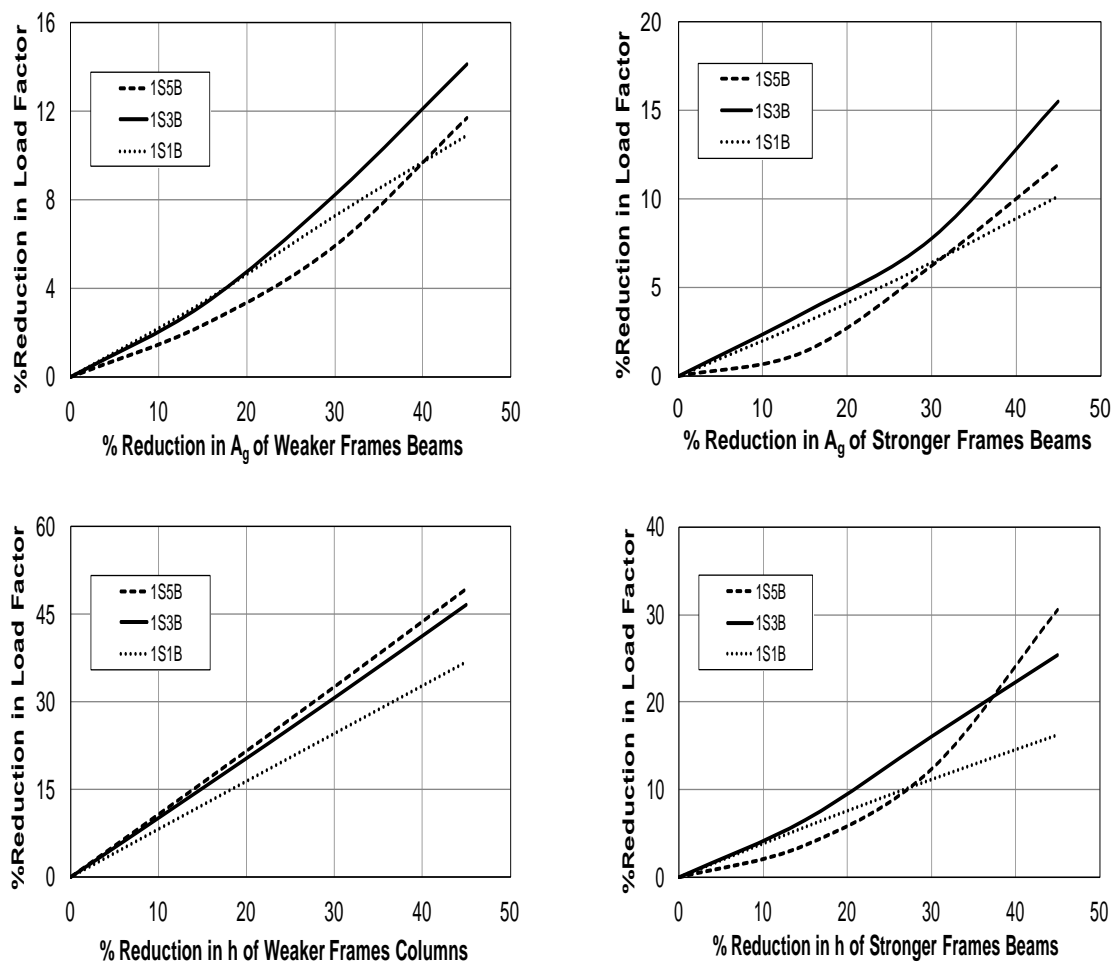 %Reduction in Load Factor
16
12
8
4
0
1S5B
1S3B
1S1B
0 10 20 30 40 50
% Reduction in Ag of Weaker Frames Beams
%Reduction in Load Factor
20
15
10
5
0
1S5B
1S3B
1S1B
0 10 20 30 40 50
% Reduction in Ag of Stronger Frames Beams
%Reduction in Load Factor
60
45
30
15
0
1S5B
1S3B
1S1B
0 10 20 30 40 50
% Reduction in h of Weaker Frames Columns
%Reduction in Load Factor
40
30
20
10
0
1S5B
1S3B
1S1B
0 10 20 30 40 50
% Reduction in h of Stronger Frames Beams